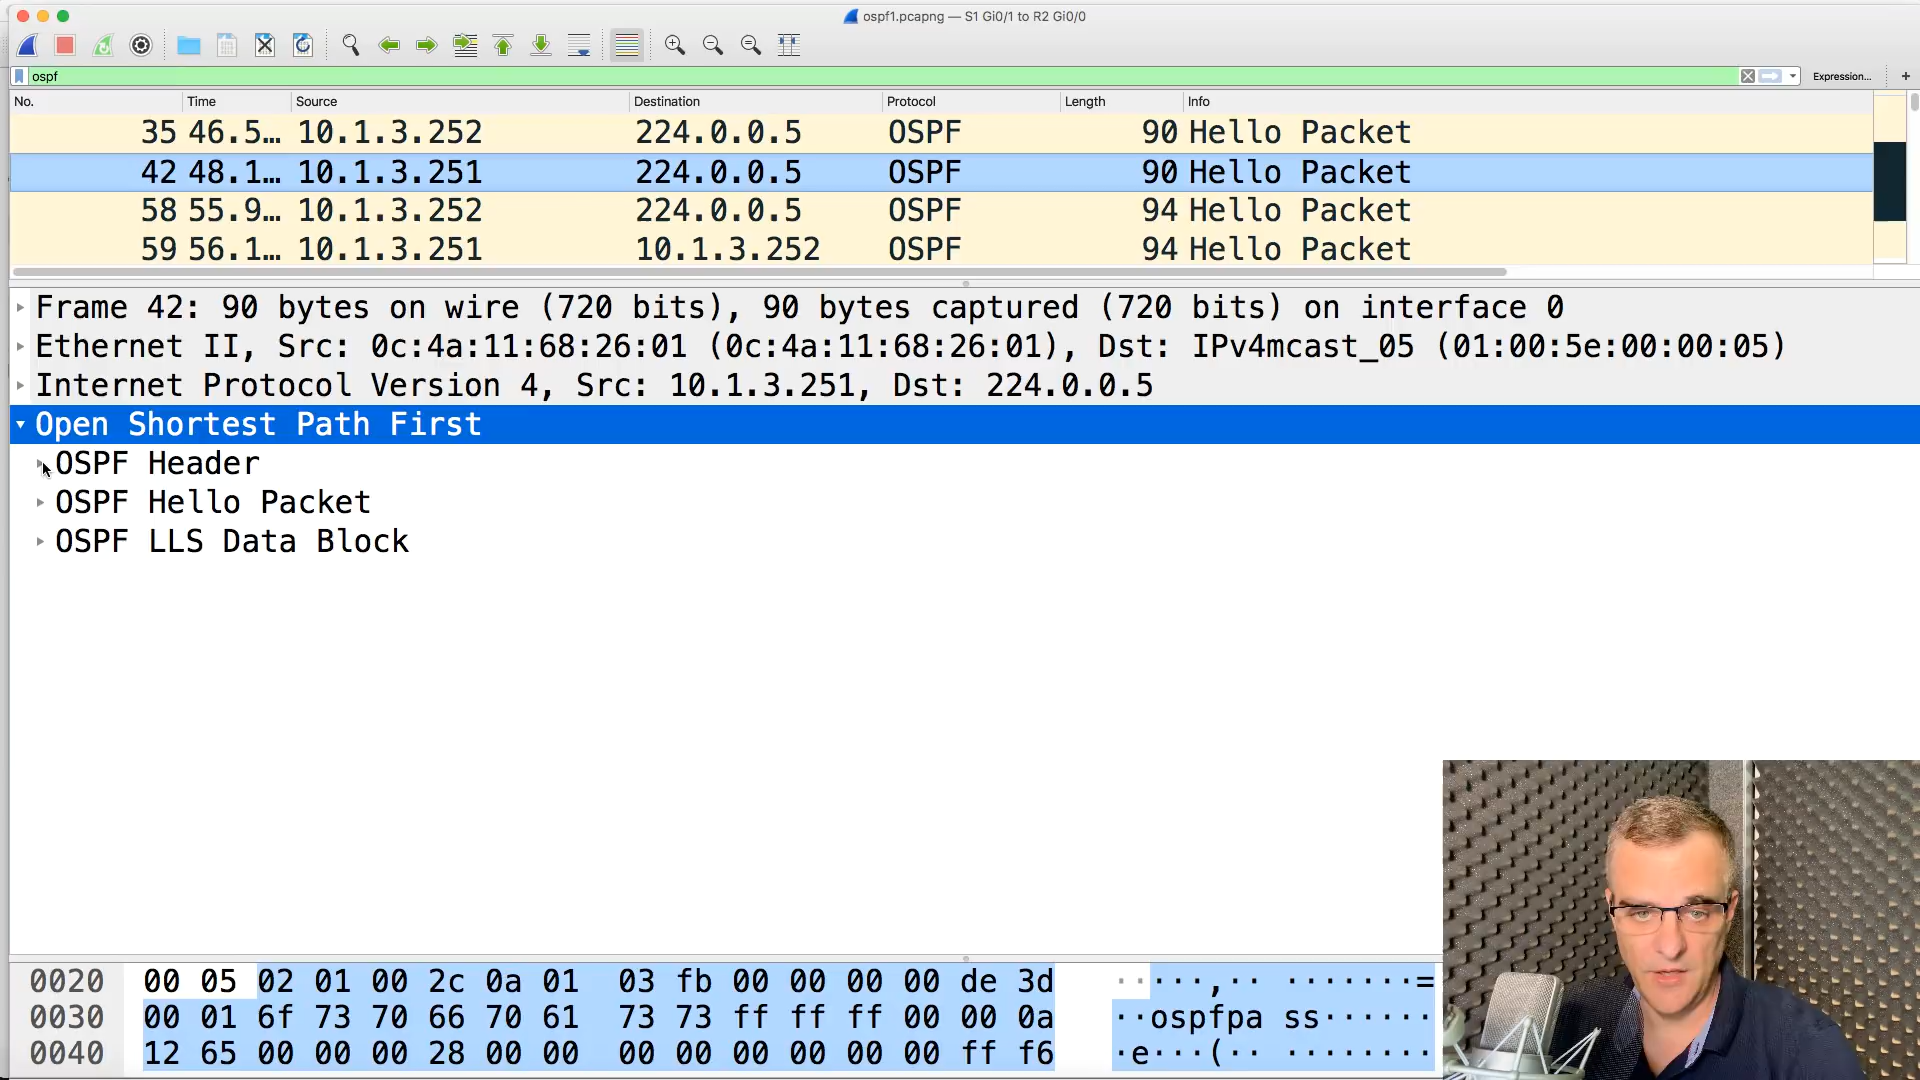 ospf1.pcapng — S1 Gi0/1 to R2 Gi0/0
ospf
Expression...
+
No. Time Source Destination Protocol Length Info
35 46.5… 10.1.3.252 224.0.0.5 OSPF 90 Hello Packet
42 48.1… 10.1.3.251 224.0.0.5 OSPF 90 Hello Packet
58 55.9… 10.1.3.252 224.0.0.5 OSPF 94 Hello Packet
59 56.1… 10.1.3.251 10.1.3.252 OSPF 94 Hello Packet
Frame 42: 90 bytes on wire (720 bits), 90 bytes captured (720 bits) on interface 0
Ethernet II, Src: 0c:4a:11:68:26:01 (0c:4a:11:68:26:01), Dst: IPv4mcast_05 (01:00:5e:00:00:05)
Internet Protocol Version 4, Src: 10.1.3.251, Dst: 224.0.0.5
Open Shortest Path First
OSPF Header
OSPF Hello Packet
OSPF LLS Data Block
0020 00 05 02 01 00 2c 0a 01 03 fb 00 00 00 00 de 3d ·····,·· ·······=
0030 00 01 6f 73 70 66 70 61 73 73 ff ff ff 00 00 0a ··ospfpa ss······
0040 12 65 00 00 00 28 00 00 00 00 00 00 00 00 ff f6 ·e···(·· ········